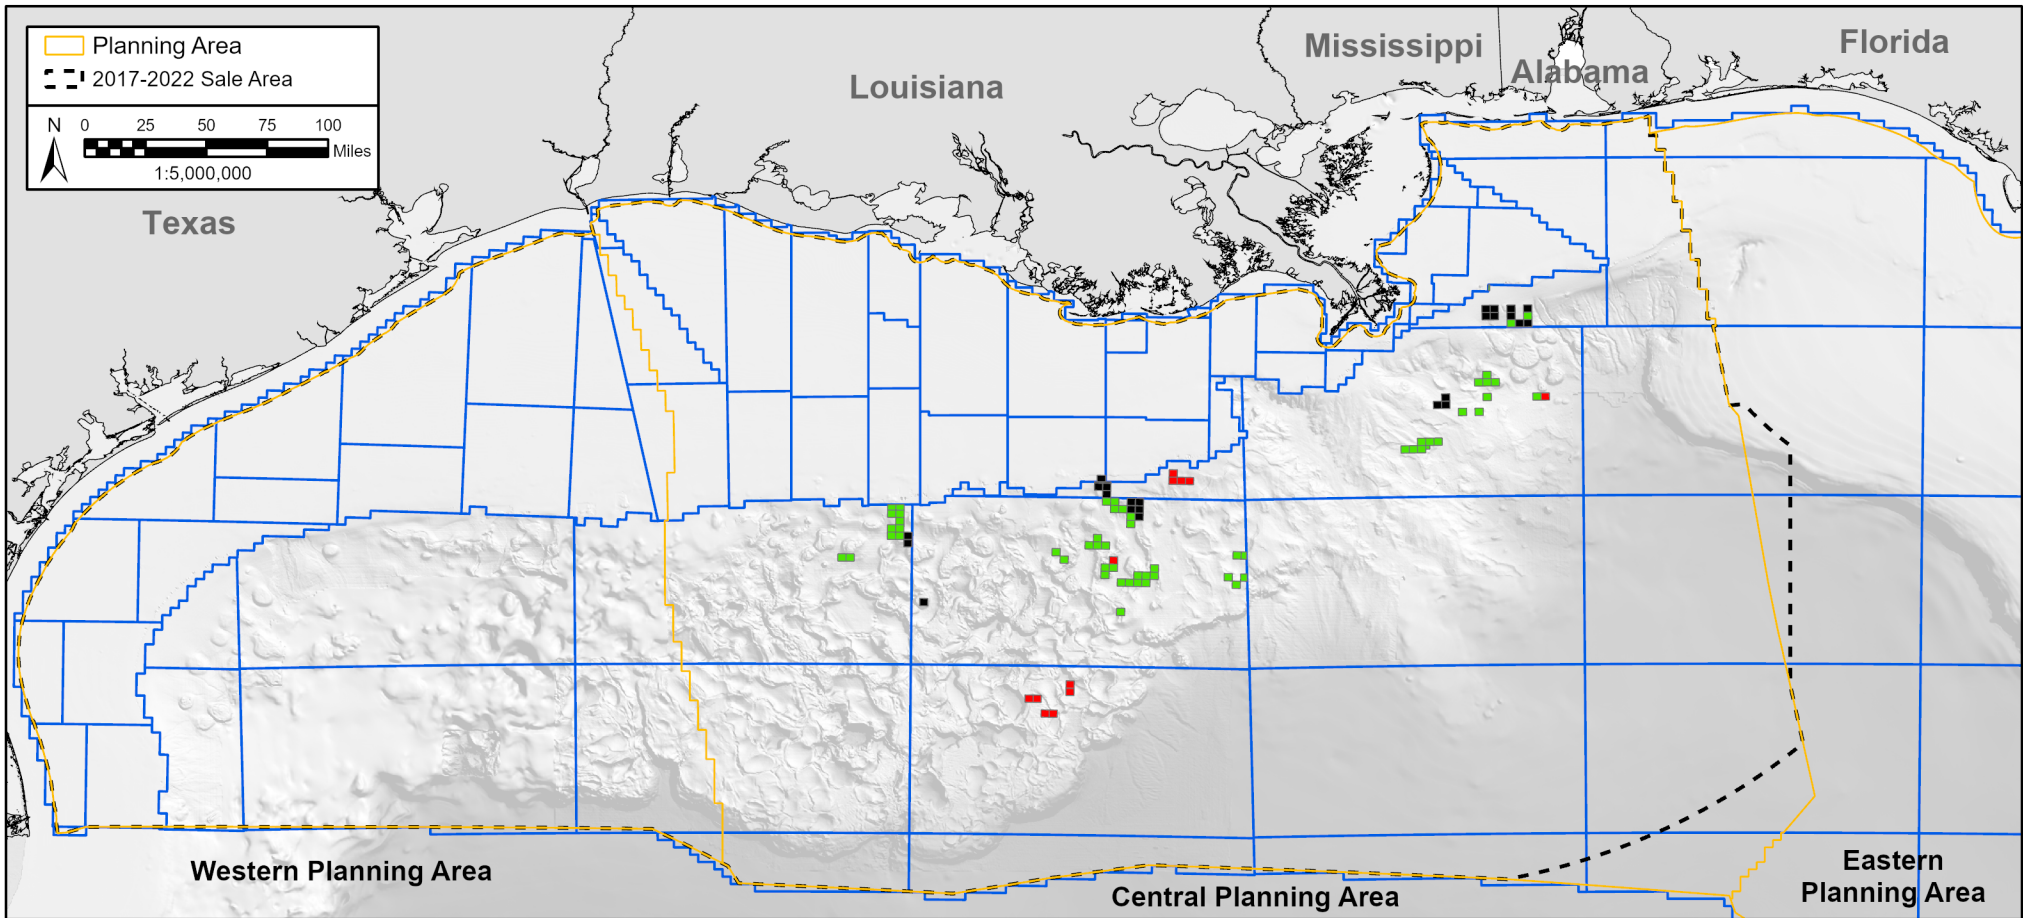 Planning Area
2017-2022 Sale Area
N 0 25 50 75 100
Miles
1:5,000,000
Texas
Louisiana
Mississippi
Alabama
Florida
Western Planning Area
Central Planning Area
Eastern
Planning Area